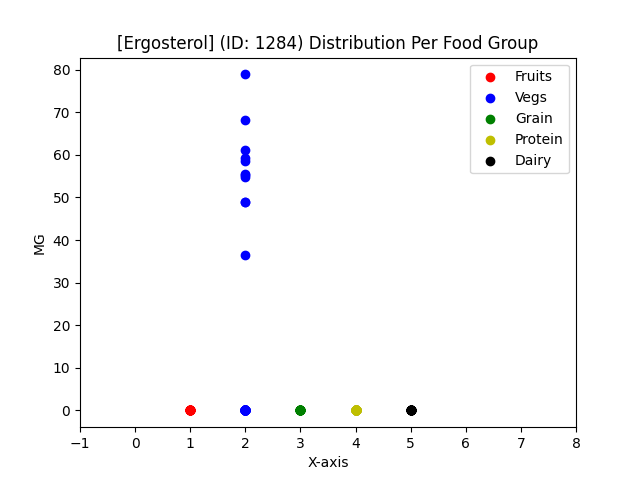 [Ergosterol] (ID: 1284) Distribution Per Food Group
80
70
60
50
40
30
20
10
0
MG
Fruits
Vegs
Grain
Protein
Dairy
−1 0 1 2 3 4 5 6 7 8
X-axis